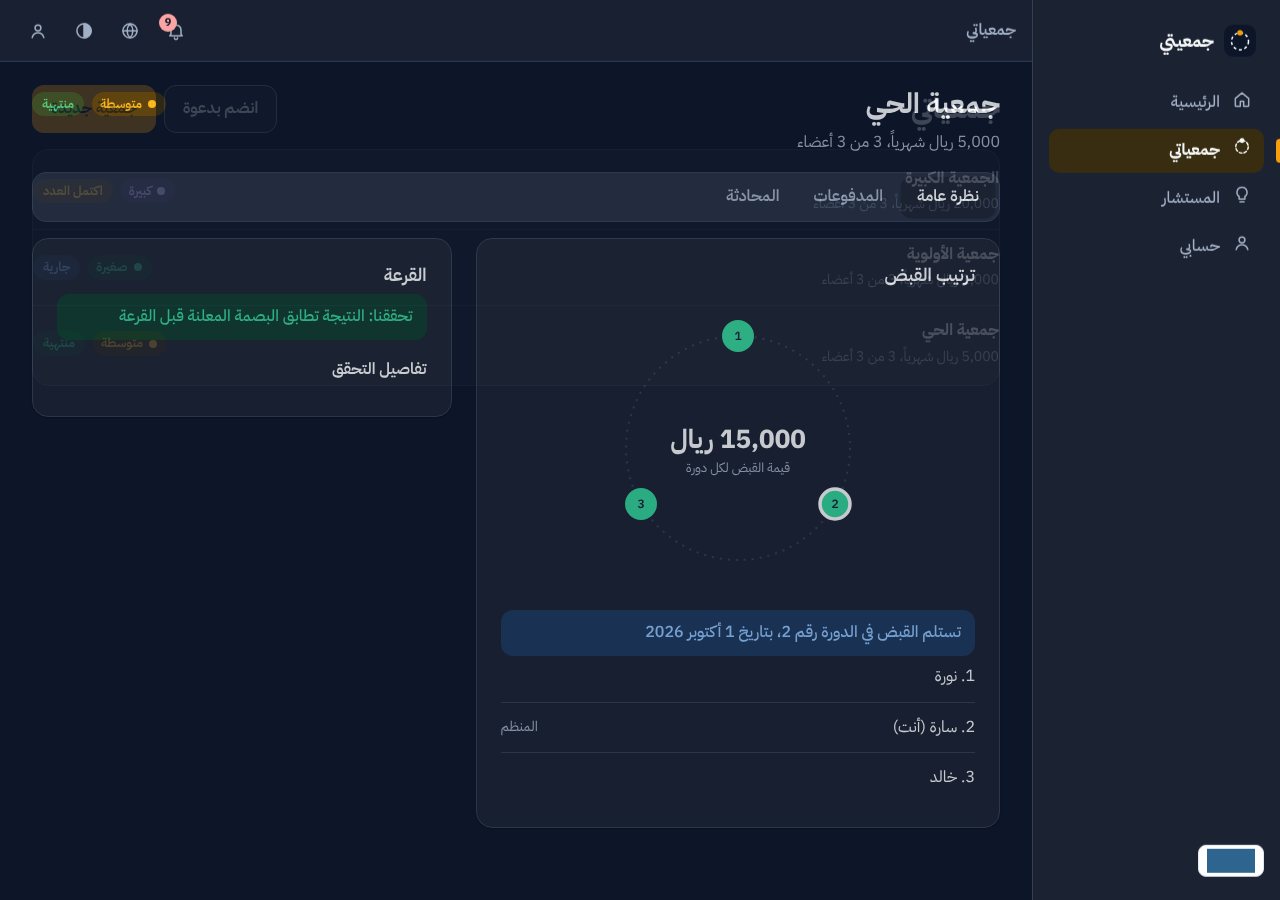 جمعيتي
الرئيسية
جمعياتي
المستشار
حسابي
جمعياتي
9
جمعية الحي
جمعياتي
5,000 ريال شهرياً، 3 من 3 أعضاء
انضم بدعوة
متوسطة
منتهية
نظرة عامة
المدفوعات
المحادثة
الجمعية الكبيرة
كبيرة
اكتمل العدد
جمعية الأولوية
صغيرة
جارية
جمعية الحي
5,000 ريال شهرياً، 3 من 3 أعضاء
متوسطة
منتهية
ترتيب القبض
1
15,000 ريال
قيمة القبض لكل دورة
3
2
تستلم القبض في الدورة رقم 2، بتاريخ 1 أكتوبر 2026
1. نورة
2. سارة (أنت)
المنظم
3. خالد
القرعة
تحققنا: النتيجة تطابق البصمة المعلنة قبل القرعة
تفاصيل التحقق